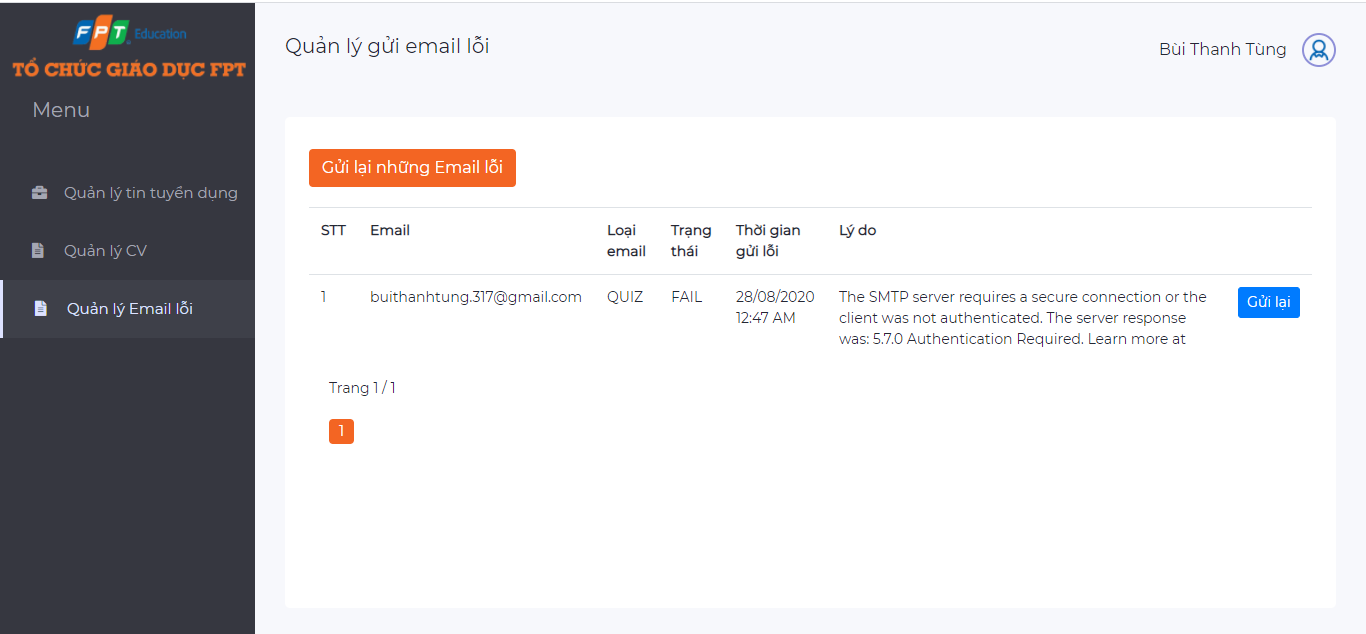 FPT Education
TỔ CHỨC GIÁO DỤC FPT
Menu
Quản lý tin tuyển dụng
Quản lý CV
Quản lý Email lỗi
Quản lý gửi email lỗi
Bùi Thanh Tùng
Gửi lại những Email lỗi
STT Email Loại Trạng Thời gian Lý do
email thái gửi lỗi
1 buithanhtung.317@gmail.com QUIZ FAIL 28/08/2020 The SMTP server requires a secure connection or the Gửi lại
12:47 AM client was not authenticated. The server response
was: 5.7.0 Authentication Required. Learn more at
Trang 1 / 1
1